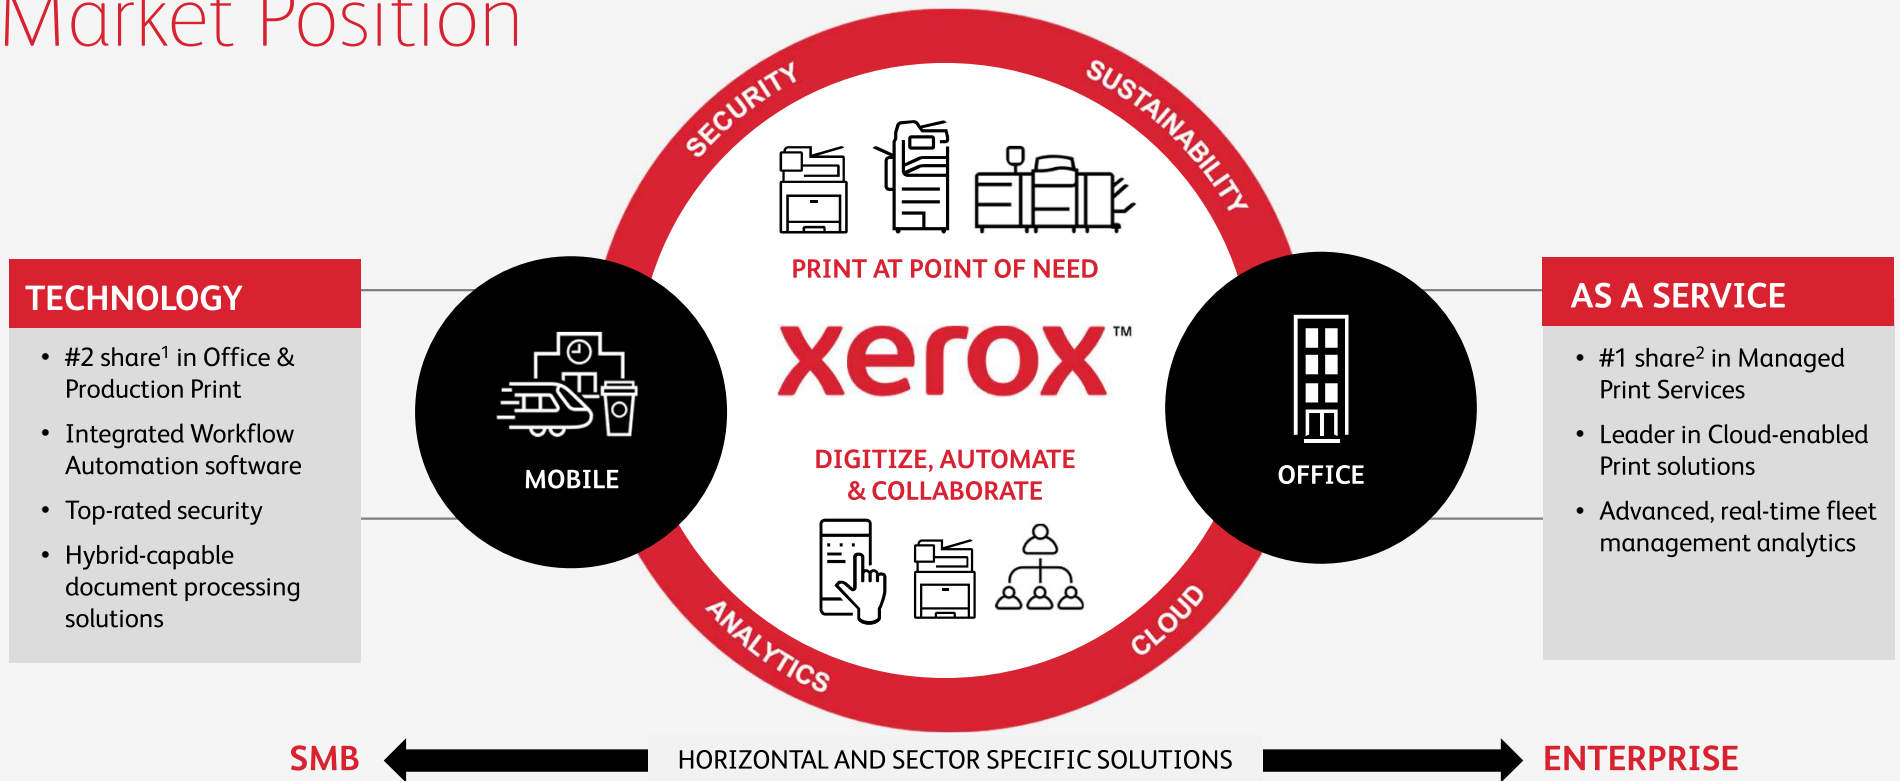 Market Position
SECURITY
SUSTAINABILITY
PRINT AT POINT OF NEED
TECHNOLOGY
• #2 share¹ in Office &
Production Print
• Integrated Workflow
Automation software
• Top-rated security
• Hybrid-capable
document processing
solutions
MOBILE
xerox™
DIGITIZE, AUTOMATE
& COLLABORATE
OFFICE
AS A SERVICE
• #1 share² in Managed
Print Services
• Leader in Cloud-enabled
Print solutions
• Advanced, real-time fleet
management analytics
ANALYTICS
CLOUD
SMB
HORIZONTAL AND SECTOR SPECIFIC SOLUTIONS
ENTERPRISE